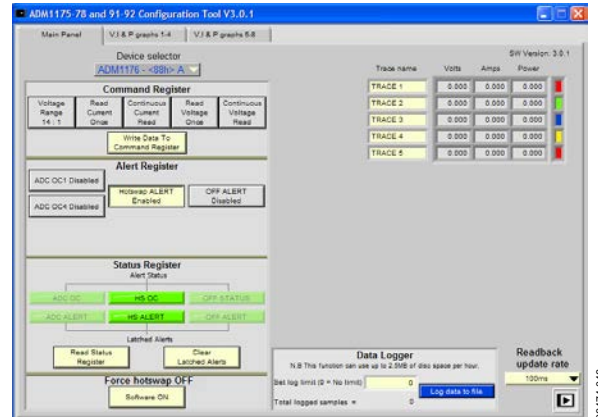 ADM1175-78 and 91-92 Configuration Tool V3.0.1
Main Panel
V,I & P graphs 1-4
V,I & P graphs 5-8
SW Version: 3.0.1
Device selector
ADM1176 - <88h> A
Command Register
Voltage Range 14 : 1
Read Current Once
Continuous Current Read
Read Voltage Once
Continuous Voltage Read
Write Data To Command Register
Alert Register
ADC OC1 Disabled
ADC OC4 Disabled
Hotswap ALERT Enabled
OFF ALERT Disabled
Status Register
Alert Status
ADC OC
HS OC
OFF STATUS
ADC ALERT
HS ALERT
OFF ALERT
Latched Alerts
Read Status Register
Clear Latched Alerts
Force hotswap OFF
Software ON
Trace name Volts Amps Power
TRACE 1 0.000 0.000 0.000
TRACE 2 0.000 0.000 0.000
TRACE 3 0.000 0.000 0.000
TRACE 4 0.000 0.000 0.000
TRACE 5 0.000 0.000 0.000
Data Logger
N.B This function can use up to 2.5MB of disc space per hour.
Set log limit (0 = No limit) 0
Total logged samples = 0
Log data to file
Readback update rate
100ms